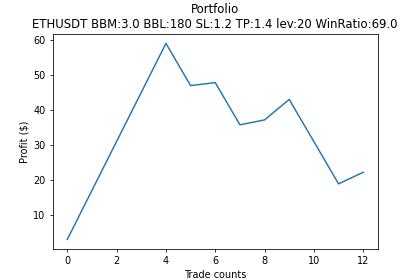 Portfolio
ETHUSDT BBM:3.0 BBL:180 SL:1.2 TP:1.4 lev:20 WinRatio:69.0
60
50
40
30
20
10
Profit ($)
0 2 4 6 8 10 12
Trade counts